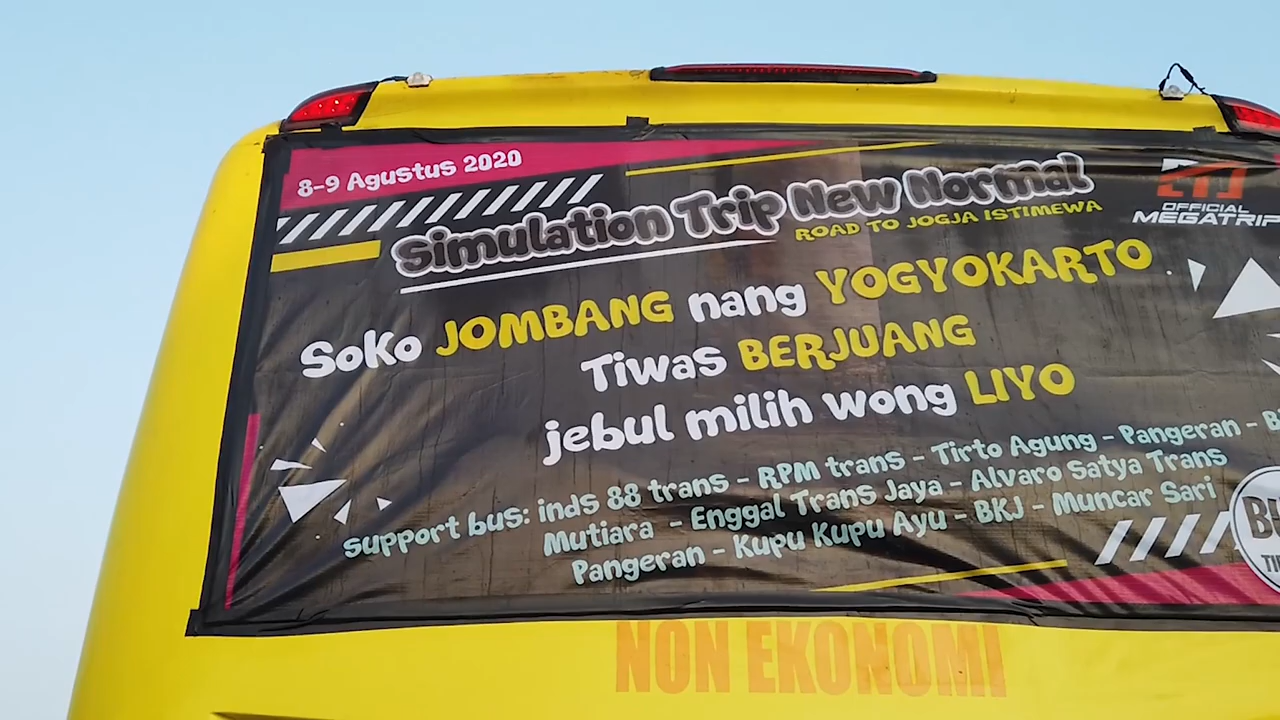 8-9 Agustus 2020
Simulation Trip New Normal
ROAD TO JOGJA ISTIMEWA
OFFICIAL
MEGATRIP
Soko JOMBANG nang YOGYOKARTO
Tiwas BERJUANG
jebul milih wong LIYO
support bus: inds 88 trans - RPM trans - Tirto Agung - Pangeran -
Mutiara - Enggal Trans Jaya - Alvaro Satya Trans
Pangeran - Kupu Kupu Ayu - BKJ - Muncar Sari
NON EKONOMI